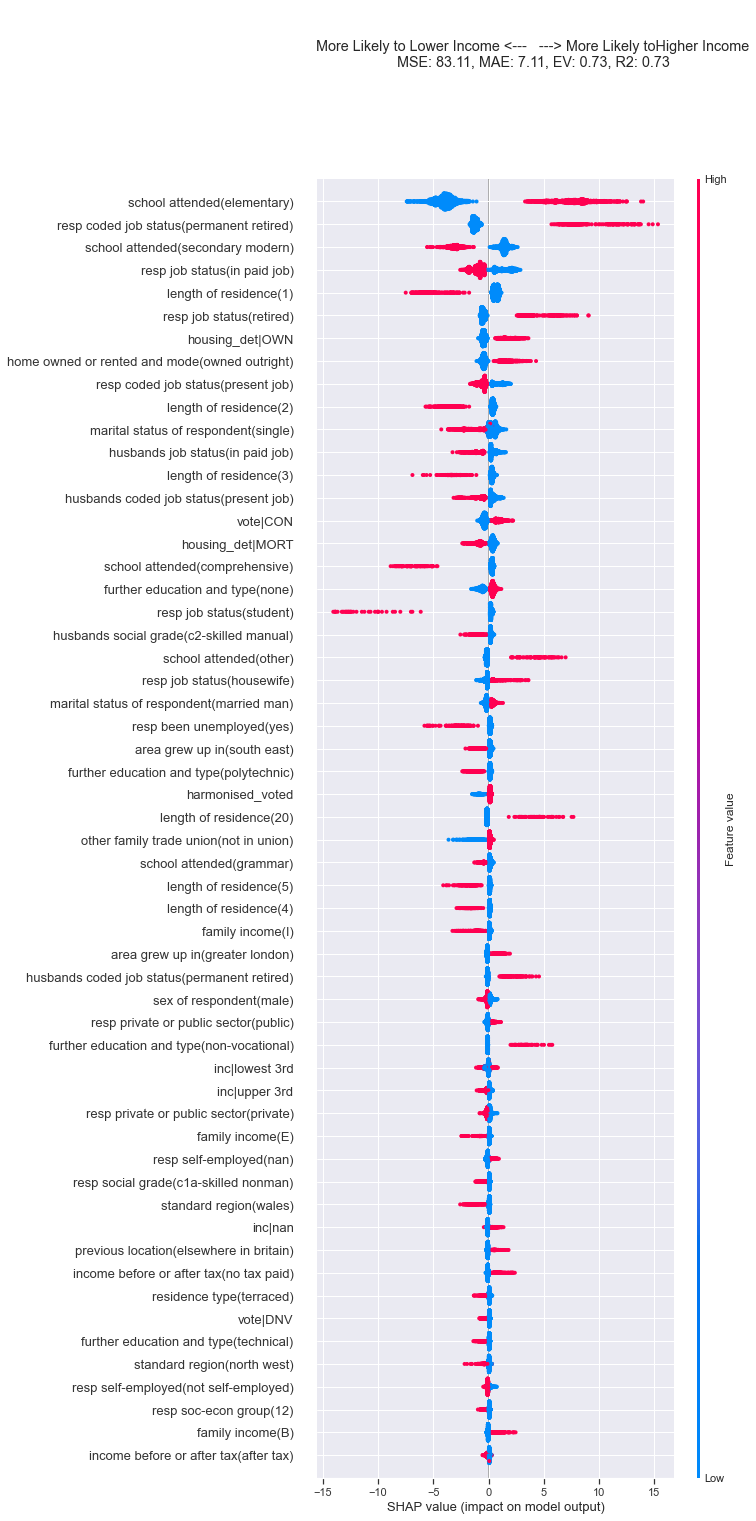 More Likely to Lower Income <---   ---> More Likely toHigher Income
MSE: 83.11, MAE: 7.11, EV: 0.73, R2: 0.73
High
school attended(elementary)
resp coded job status(permanent retired)
school attended(secondary modern)
resp job status(in paid job)
length of residence(1)
resp job status(retired)
housing_det|OWN
home owned or rented and mode(owned outright)
resp coded job status(present job)
length of residence(2)
marital status of respondent(single)
husbands job status(in paid job)
length of residence(3)
husbands coded job status(present job)
vote|CON
housing_det|MORT
school attended(comprehensive)
further education and type(none)
resp job status(student)
husbands social grade(c2-skilled manual)
school attended(other)
resp job status(housewife)
marital status of respondent(married man)
resp been unemployed(yes)
area grew up in(south east)
further education and type(polytechnic)
harmonised_voted
length of residence(20)
other family trade union(not in union)
school attended(grammar)
length of residence(5)
length of residence(4)
family income(I)
area grew up in(greater london)
husbands coded job status(permanent retired)
sex of respondent(male)
resp private or public sector(public)
further education and type(non-vocational)
inc|lowest 3rd
inc|upper 3rd
resp private or public sector(private)
family income(E)
resp self-employed(nan)
resp social grade(c1a-skilled nonman)
standard region(wales)
inc|nan
previous location(elsewhere in britain)
income before or after tax(no tax paid)
residence type(terraced)
vote|DNV
further education and type(technical)
standard region(north west)
resp self-employed(not self-employed)
resp soc-econ group(12)
family income(B)
income before or after tax(after tax)
Feature value
Low
−15 −10 −5 0 5 10 15
SHAP value (impact on model output)